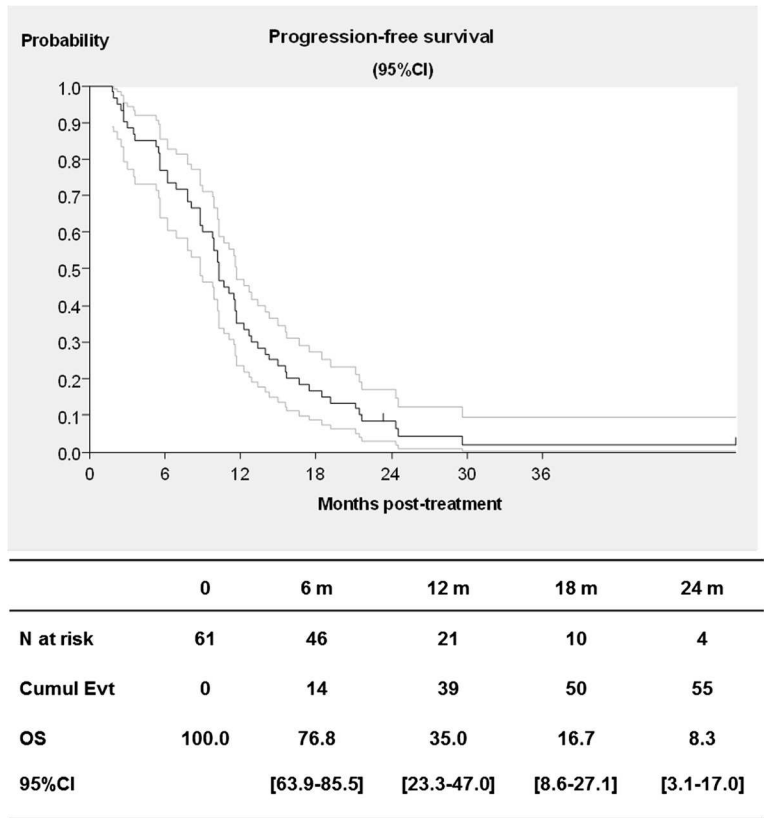 Probability
Progression-free survival
(95%CI)
1.0
0.9
0.8
0.7
0.6
0.5
0.4
0.3
0.2
0.1
0.0
0 6 12 18 24 30 36
Months post-treatment
0 6 m 12 m 18 m 24 m
N at risk 61 46 21 10 4
Cumul Evt 0 14 39 50 55
OS 100.0 76.8 35.0 16.7 8.3
95%CI [63.9-85.5] [23.3-47.0] [8.6-27.1] [3.1-17.0]